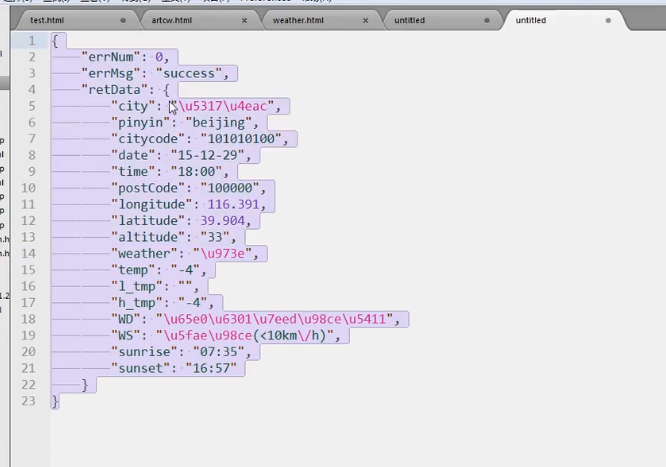 test.html
artcw.html
weather.html
untitled
untitled
1 {
2 "errNum": 0,
3 "errMsg": "success",
4 "retData": {
5 "city": "\u5317\u4eac",
6 "pinyin": "beijing",
7 "citycode": "101010100",
8 "date": "15-12-29",
9 "time": "18:00",
10 "postCode": "100000",
11 "longitude": 116.391,
12 "latitude": 39.904,
13 "altitude": "33",
14 "weather": "\u973e",
15 "temp": "-4",
16 "l_tmp": "",
17 "h_tmp": "-4",
18 "WD": "\u65e0\u6301\u7eed\u98ce\u5411",
19 "WS": "\u5fae\u98ce(<10km\/h)",
20 "sunrise": "07:35",
21 "sunset": "16:57"
22 }
23 }